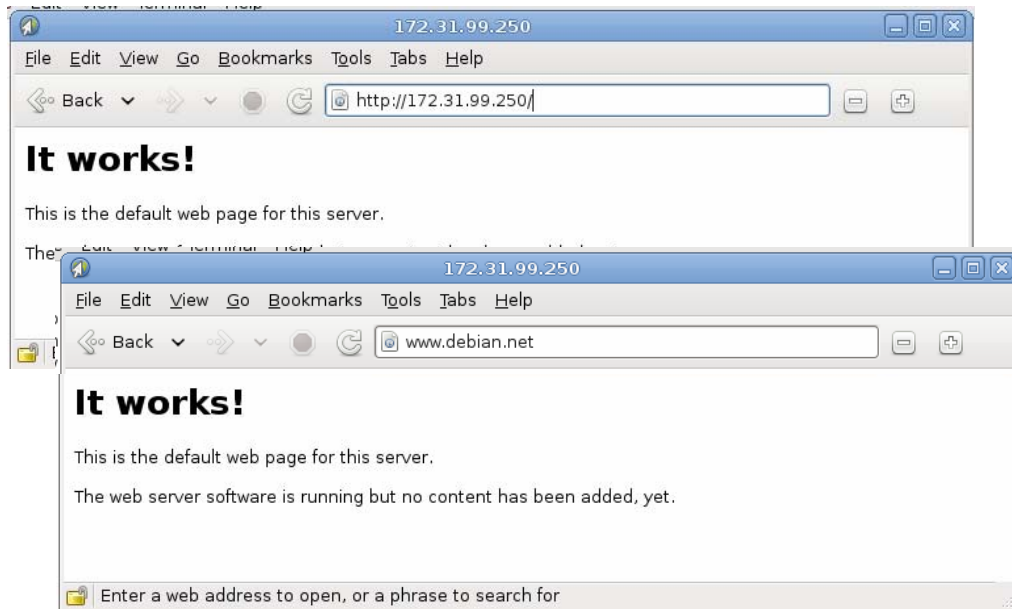 172.31.99.250
File Edit View Go Bookmarks Tools Tabs Help
Back http://172.31.99.250/
It works!
This is the default web page for this server.
The
172.31.99.250
File Edit View Go Bookmarks Tools Tabs Help
Back www.debian.net
It works!
This is the default web page for this server.
The web server software is running but no content has been added, yet.
Enter a web address to open, or a phrase to search for